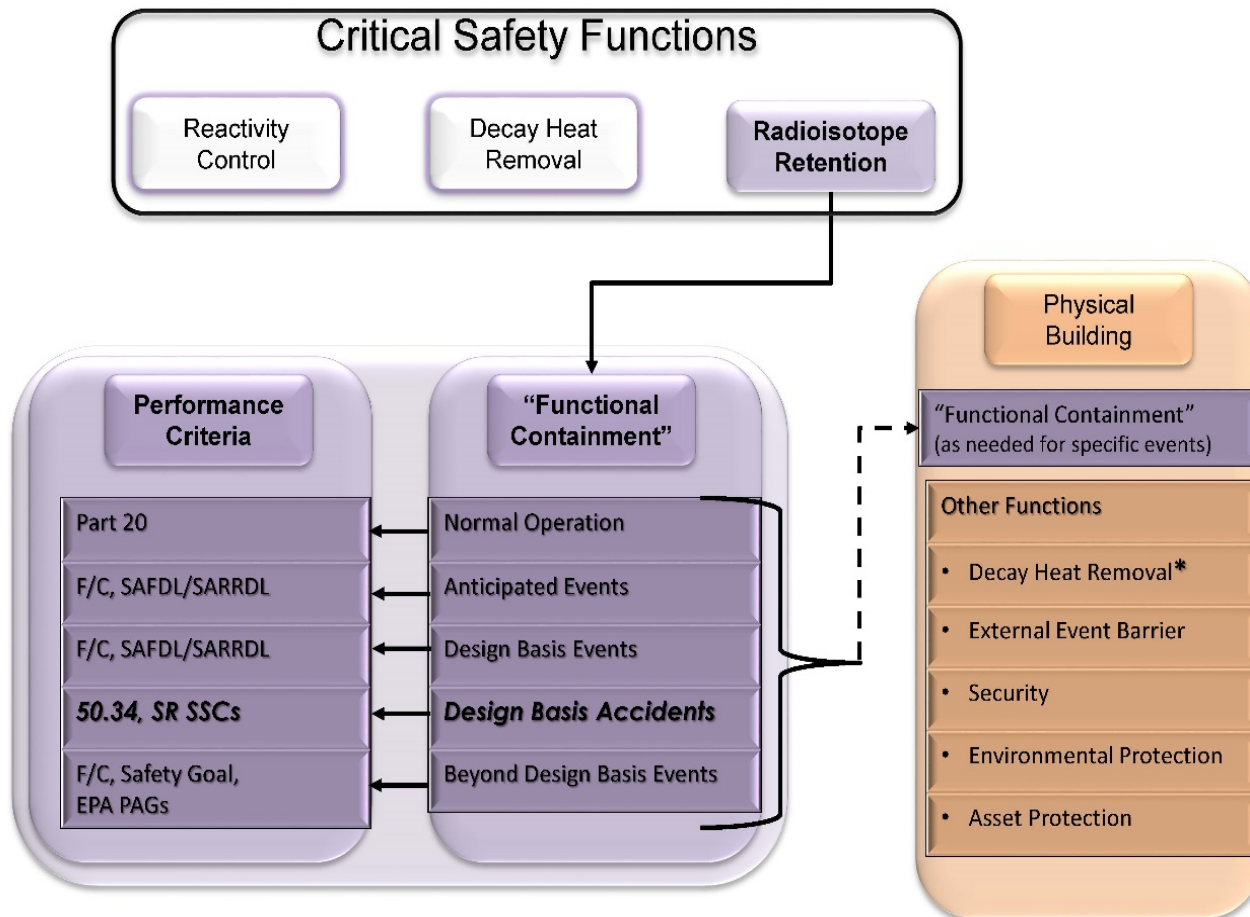 Critical Safety Functions
Reactivity
Control
Decay Heat
Removal
Radioisotope
Retention
Performance
Criteria
Part 20
F/C, SAFDL/SARRDL
F/C, SAFDL/SARRDL
50.34, SR SSCs
F/C, Safety Goal,
EPA PAGs
“Functional
Containment”
Normal Operation
Anticipated Events
Design Basis Events
Design Basis Accidents
Beyond Design Basis Events
Physical
Building
“Functional Containment”
(as needed for specific events)
Other Functions
• Decay Heat Removal*
• External Event Barrier
• Security
• Environmental Protection
• Asset Protection